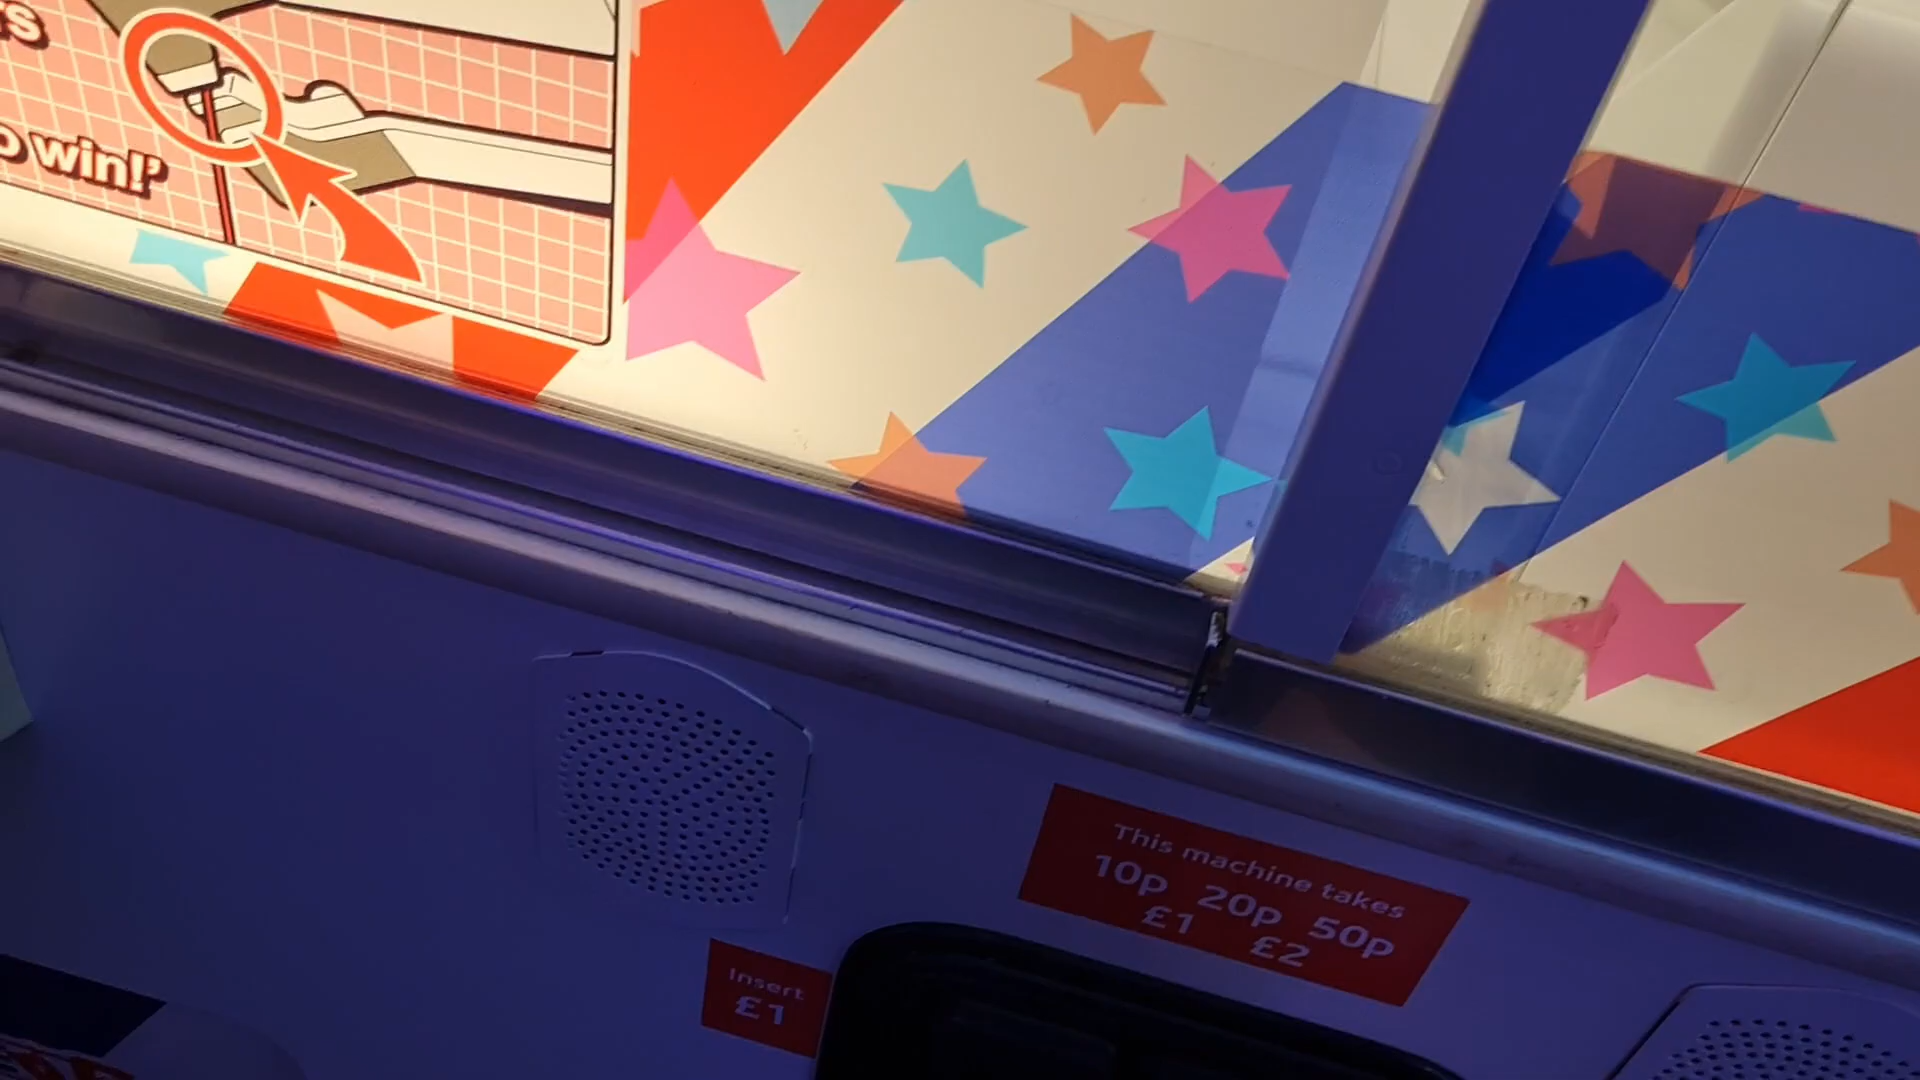 win!'
This machine takes
10p 20p 50p
£1 £2
Insert
£1